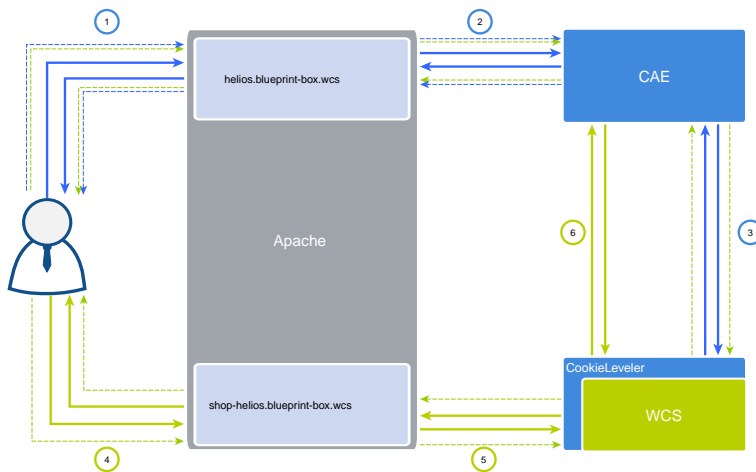 1
2
helios.blueprint-box.wcs
CAE
Apache
6
3
CookieLeveler
shop-helios.blueprint-box.wcs
WCS
4
5